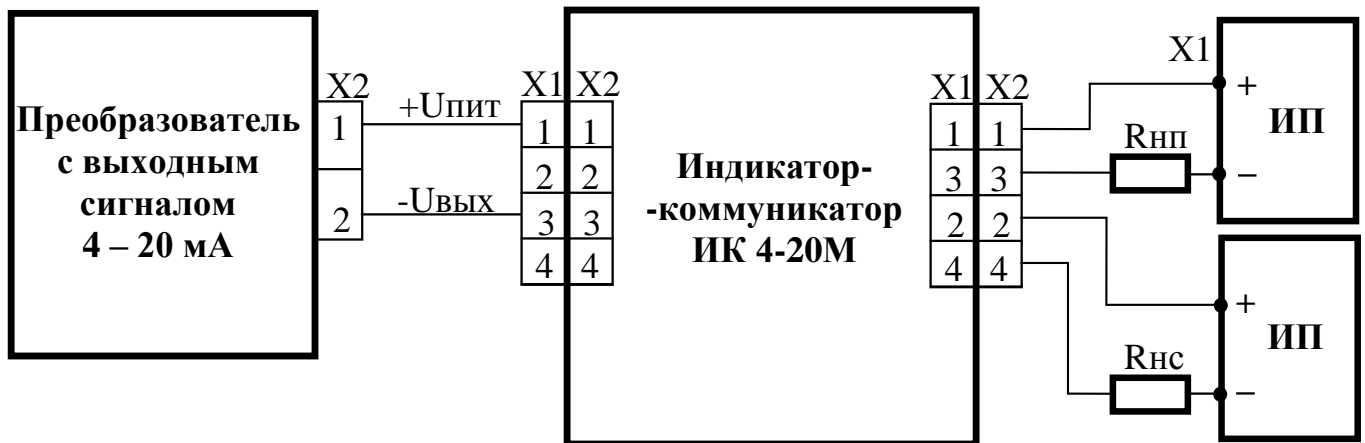 Преобразователь
с выходным
сигналом
4 – 20 мА
X2
1
2
+Uпит
-Uвых
X1 X2
1 1
2 2
3 3
4 4
Индикатор-
-коммуникатор
ИК 4-20М
X1 X2
1 1
3 3
2 2
4 4
Rнп
Rнс
X1
+
ИП
–
+
ИП
–